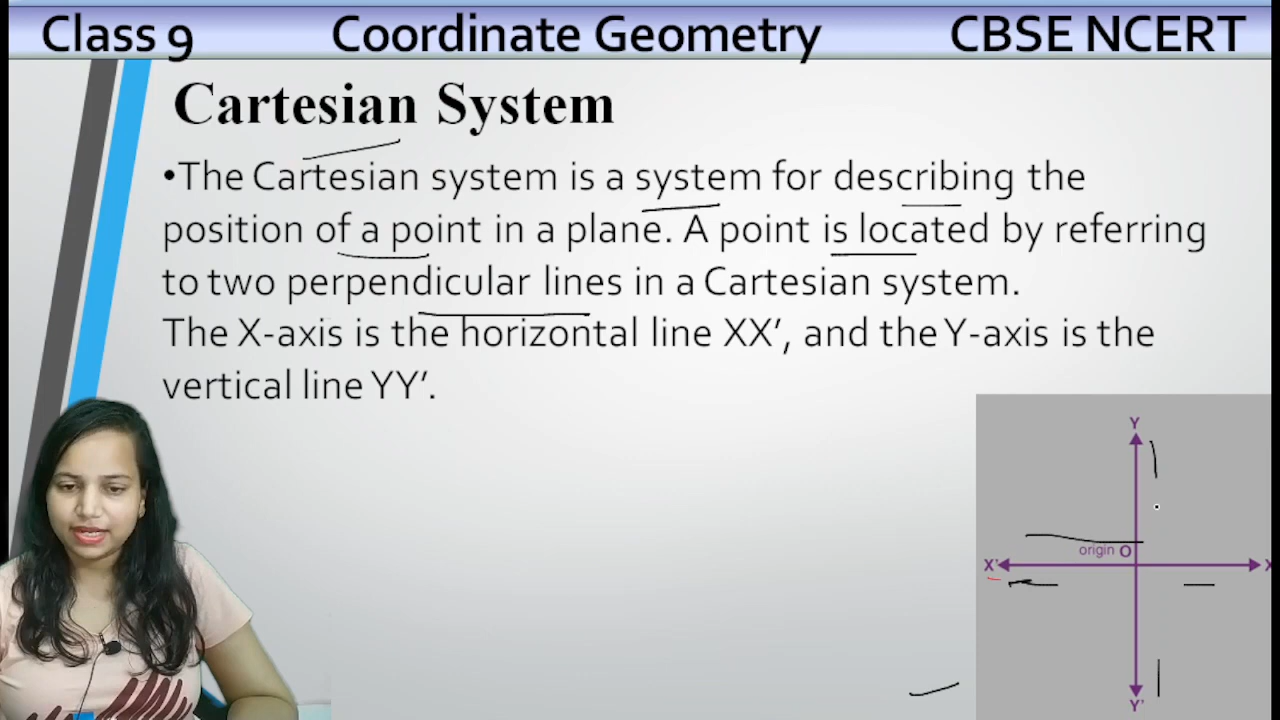 Class 9 Coordinate Geometry CBSE NCERT
Cartesian System
•The Cartesian system is a system for describing the
position of a point in a plane. A point is located by referring
to two perpendicular lines in a Cartesian system.
The X-axis is the horizontal line XX′, and the Y-axis is the
vertical line YY′.
Y
origin O
X' X
Y'